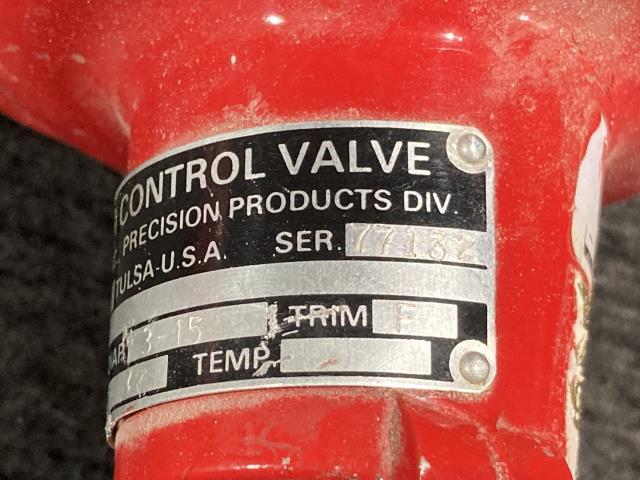 CONTROL VALVE
PRECISION PRODUCTS DIV.
TULSA-U.S.A. SER. 77132
3-15 TRIM F
TEMP